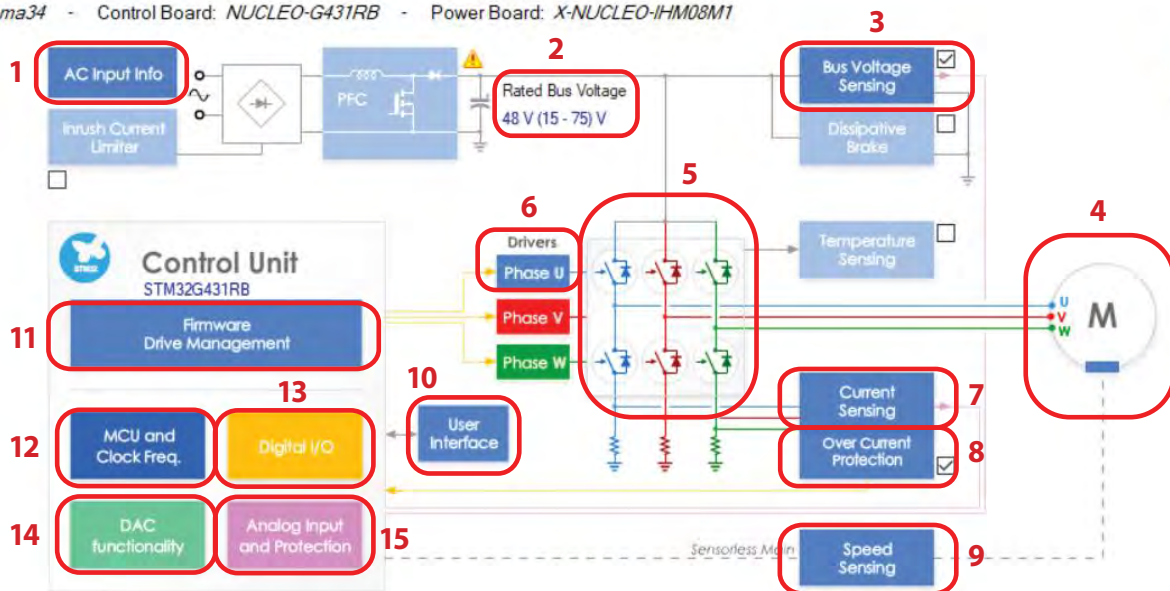 ma34 - Control Board: NUCLEO-G431RB - Power Board: X-NUCLEO-IHM08M1
1
AC Input Info
2
Rated Bus Voltage
48 V (15 - 75) V
3
Bus Voltage
Sensing
PFC
Inrush Current
Limiter
Dissipative
Brake
4
5
6
Drivers
Phase U
Phase V
Phase W
Temperature
Sensing
U
V
W
M
STM32
Control Unit
STM32G431RB
11
Firmware
Drive Management
7
Current
Sensing
8
Over Current
Protection
10
User
Interface
12
MCU and
Clock Freq.
13
Digital I/O
14
DAC
functionality
15
Analog Input
and Protection
Sensorless Main
9
Speed
Sensing